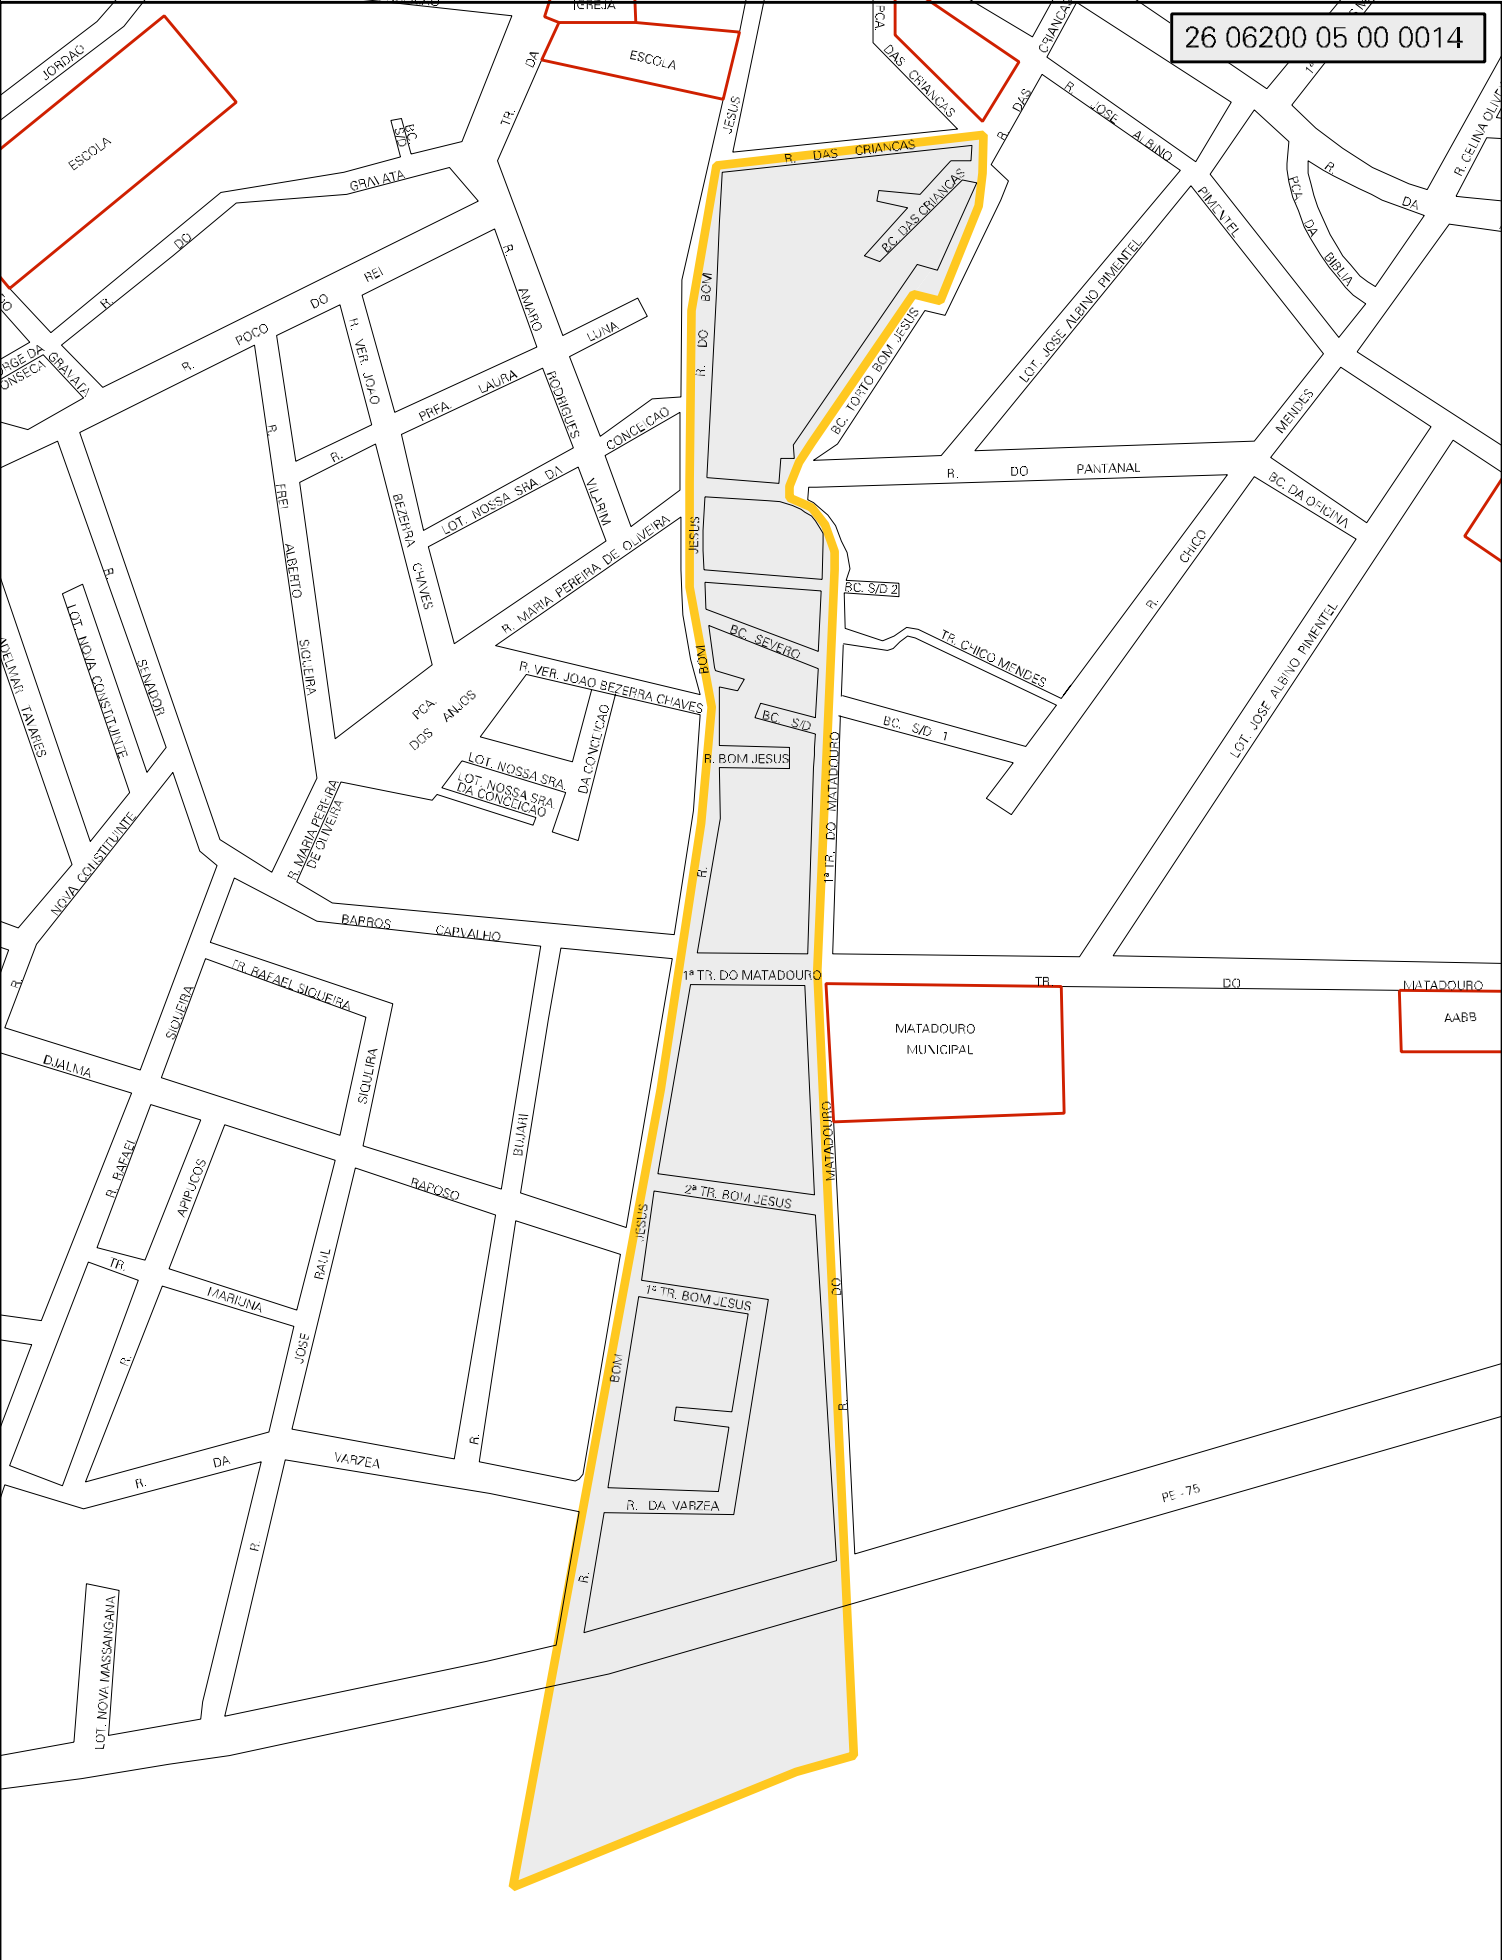 26 06200 05 00 0014
IGREJA
ESCOLA
JORDAO
ESCOLA
BC. S/D
GRAVATA
DO
R.
TR. DA
JESUS
PCA. DAS CRIANCAS
R. DAS CRIANCAS
R. JOSE ALBINO PIMENTEL
R. CELINA
R. DA
PCA DA BIBLIA
R. DAS CRIANCAS
BC. DAS CRIANCAS
LOT. JOSE ALBINO PIMENTEL
BC. TORTO BOM JESUS
R. POCO DO REI
R. AMARO RODRIGUES VILARIM
LUNA
R. VER. JOAO BEZERRA CHAVES
PRFA. LAURA
R.
CONCEICAO
LOT. NOSSA SRA. DA
R. MARIA PEREIRA DE OLIVEIRA
R. FREI ALBERTO SIQUEIRA
GRAVATA
R. DO BOM JESUS
R. DO PANTANAL
MENDES
BC. DA OFICINA
R. CHICO
BC. S/D 2
TR. CHICO MENDES
BC. S/D 1
LOT. JOSE ALBINO PIMENTEL
BC. SEVERO
BC. S/D
R. BOM JESUS
BOM
R. VER. JOAO BEZERRA CHAVES
PCA. DOS ANJOS
LOT. NOSSA SRA.
LOT. NOSSA SRA.
DA CONCEICAO
DA CONCEICAO
R. SENADOR
LOT. NOVA CONSTITUINTE
ADELMAR TAVARES
NOVA CONSTITUINTE
R.
R. MARIA PEREIRA
DE OLIVEIRA
BARROS CARVALHO
1ª TR. DO MATADOURO
R.
1ª TR. DO MATADOURO
TR. DO MATADOURO
MATADOURO
MUNICIPAL
AABB
TR. RAFAEL SIQUEIRA
SIQUEIRA
SIQUEIRA
DJALMA
RAPOSO
BUJARI
R. RAFAEL
APIPUCOS
TR.
MARIUNA
R.
JOSE RAUL
R.
2ª TR. BOM JESUS
1ª TR. BOM JESUS
BOM JESUS
MATADOURO
DO
R.
R. DA VARZEA
R. DA VARZEA
R.
R.
PE - 75
LOT. NOVA MASSANGANA